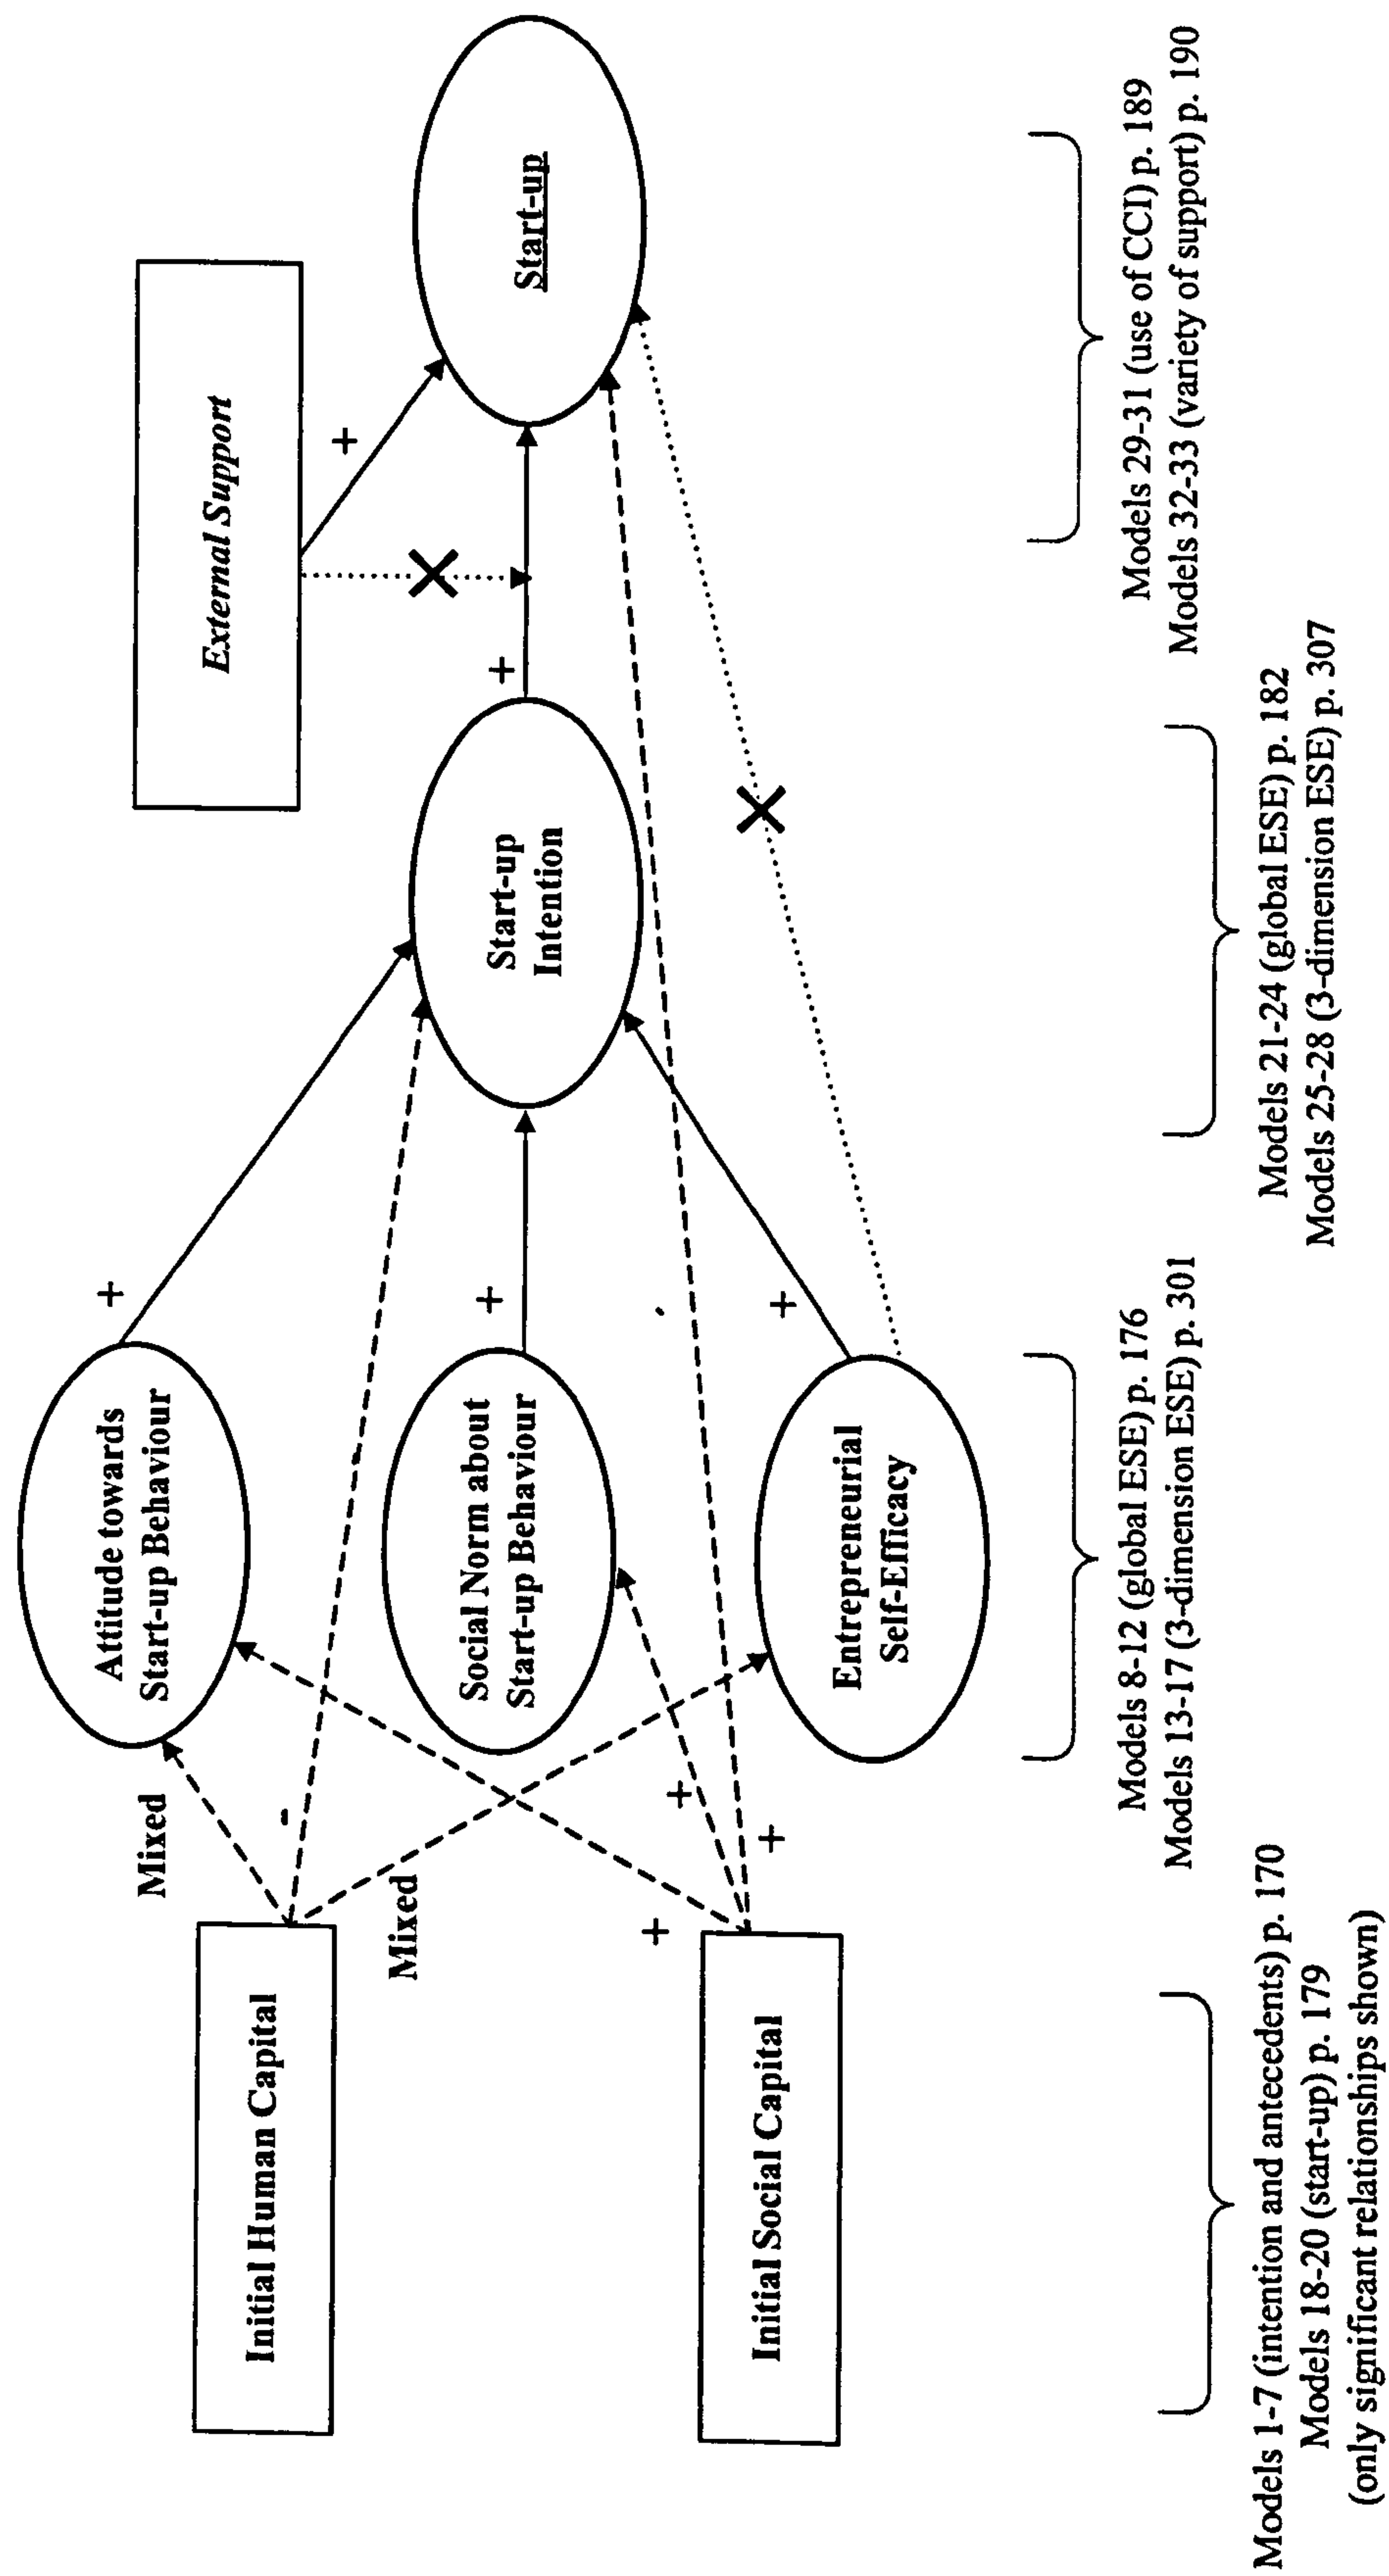 External Support
+
+
Start-up
+
Attitude towards
Start-up Behaviour
+
Start-up
Intention
Social Norm about
Start-up Behaviour
+
Entrepreneurial
Self-Efficacy
+
Mixed
-
Initial Human Capital
Mixed
+
+
+
Initial Social Capital
Models 1-7 (intention and antecedents) p. 170
Models 18-20 (start-up) p. 179
(only significant relationships shown)
Models 8-12 (global ESE) p. 176
Models 13-17 (3-dimension ESE) p. 301
Models 21-24 (global ESE) p. 182
Models 25-28 (3-dimension ESE) p. 307
Models 29-31 (use of CCI) p. 189
Models 32-33 (variety of support) p. 190